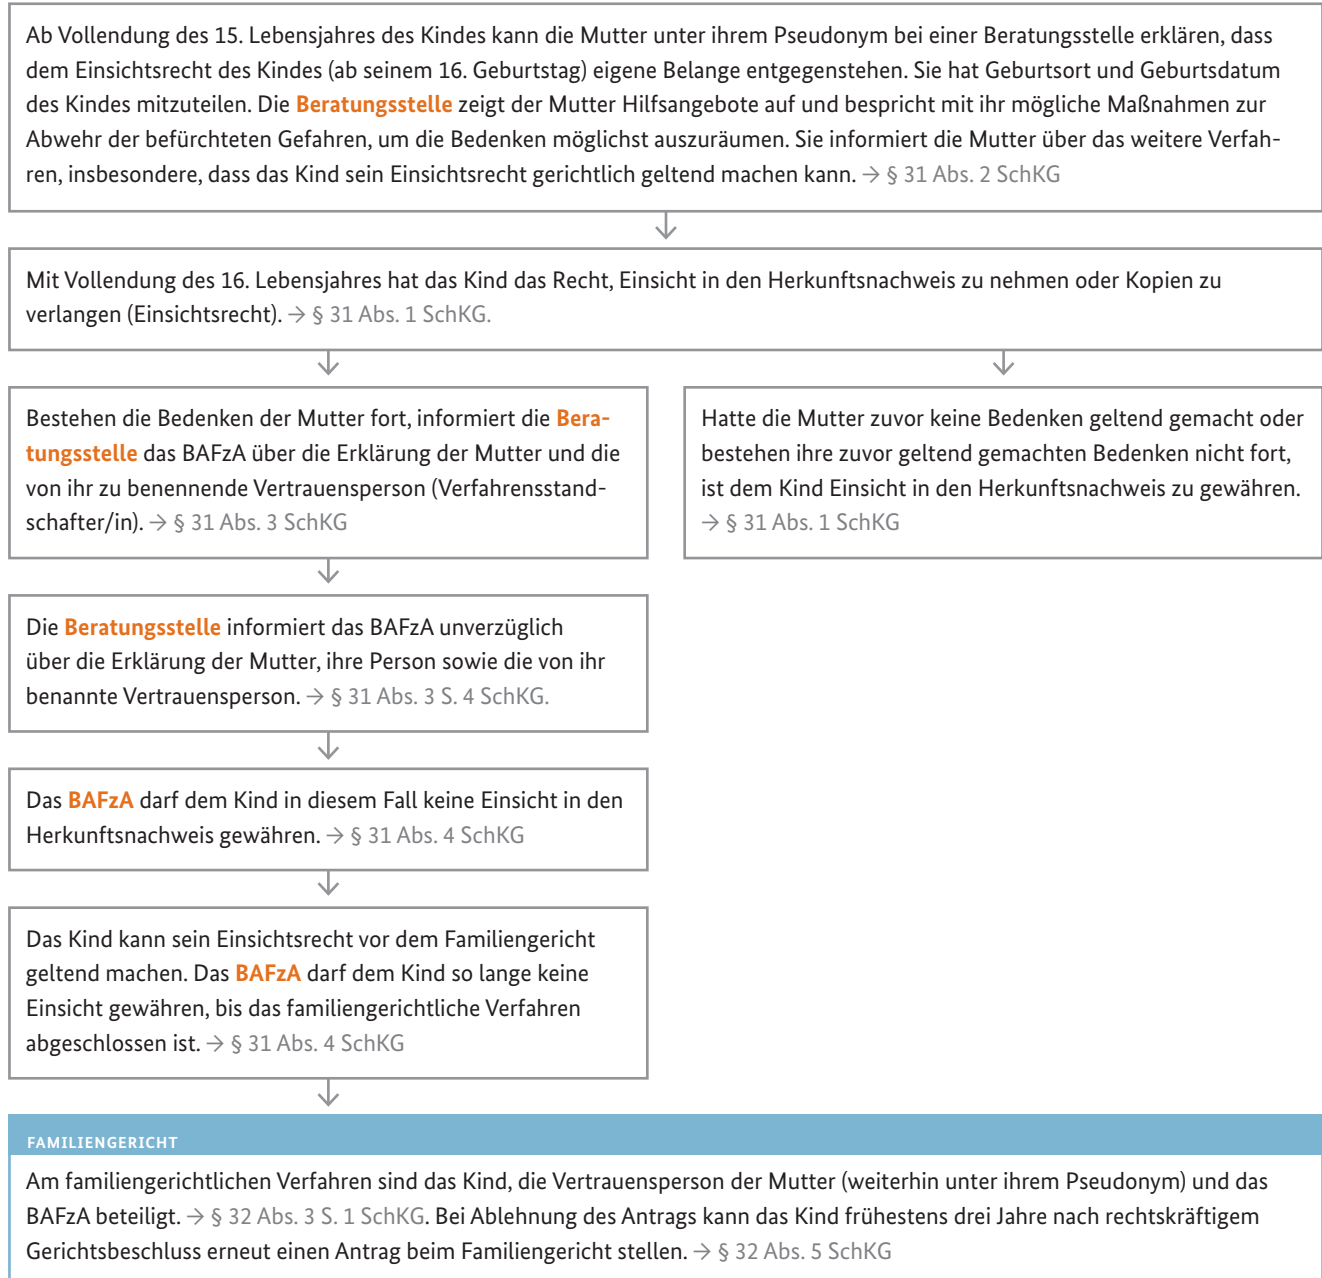 Ab Vollendung des 15. Lebensjahres des Kindes kann die Mutter unter ihrem Pseudonym bei einer Beratungsstelle erklären, dass
dem Einsichtsrecht des Kindes (ab seinem 16. Geburtstag) eigene Belange entgegenstehen. Sie hat Geburtsort und Geburtsdatum
des Kindes mitzuteilen. Die Beratungsstelle zeigt der Mutter Hilfsangebote auf und bespricht mit ihr mögliche Maßnahmen zur
Abwehr der befürchteten Gefahren, um die Bedenken möglichst auszuräumen. Sie informiert die Mutter über das weitere Verfah-
ren, insbesondere, dass das Kind sein Einsichtsrecht gerichtlich geltend machen kann. → § 31 Abs. 2 SchKG
Mit Vollendung des 16. Lebensjahres hat das Kind das Recht, Einsicht in den Herkunftsnachweis zu nehmen oder Kopien zu
verlangen (Einsichtsrecht). → § 31 Abs. 1 SchKG.
Bestehen die Bedenken der Mutter fort, informiert die Bera-
tungsstelle das BAFzA über die Erklärung der Mutter und die
von ihr zu benennende Vertrauensperson (Verfahrensstand-
schafter/in). → § 31 Abs. 3 SchKG
Hatte die Mutter zuvor keine Bedenken geltend gemacht oder
bestehen ihre zuvor geltend gemachten Bedenken nicht fort,
ist dem Kind Einsicht in den Herkunftsnachweis zu gewähren.
→ § 31 Abs. 1 SchKG
Die Beratungsstelle informiert das BAFzA unverzüglich
über die Erklärung der Mutter, ihre Person sowie die von ihr
benannte Vertrauensperson. → § 31 Abs. 3 S. 4 SchKG.
Das BAFzA darf dem Kind in diesem Fall keine Einsicht in den
Herkunftsnachweis gewähren. → § 31 Abs. 4 SchKG
Das Kind kann sein Einsichtsrecht vor dem Familiengericht
geltend machen. Das BAFzA darf dem Kind so lange keine
Einsicht gewähren, bis das familiengerichtliche Verfahren
abgeschlossen ist. → § 31 Abs. 4 SchKG
FAMILIENGERICHT
Am familiengerichtlichen Verfahren sind das Kind, die Vertrauensperson der Mutter (weiterhin unter ihrem Pseudonym) und das
BAFzA beteiligt. → § 32 Abs. 3 S. 1 SchKG. Bei Ablehnung des Antrags kann das Kind frühestens drei Jahre nach rechtskräftigem
Gerichtsbeschluss erneut einen Antrag beim Familiengericht stellen. → § 32 Abs. 5 SchKG